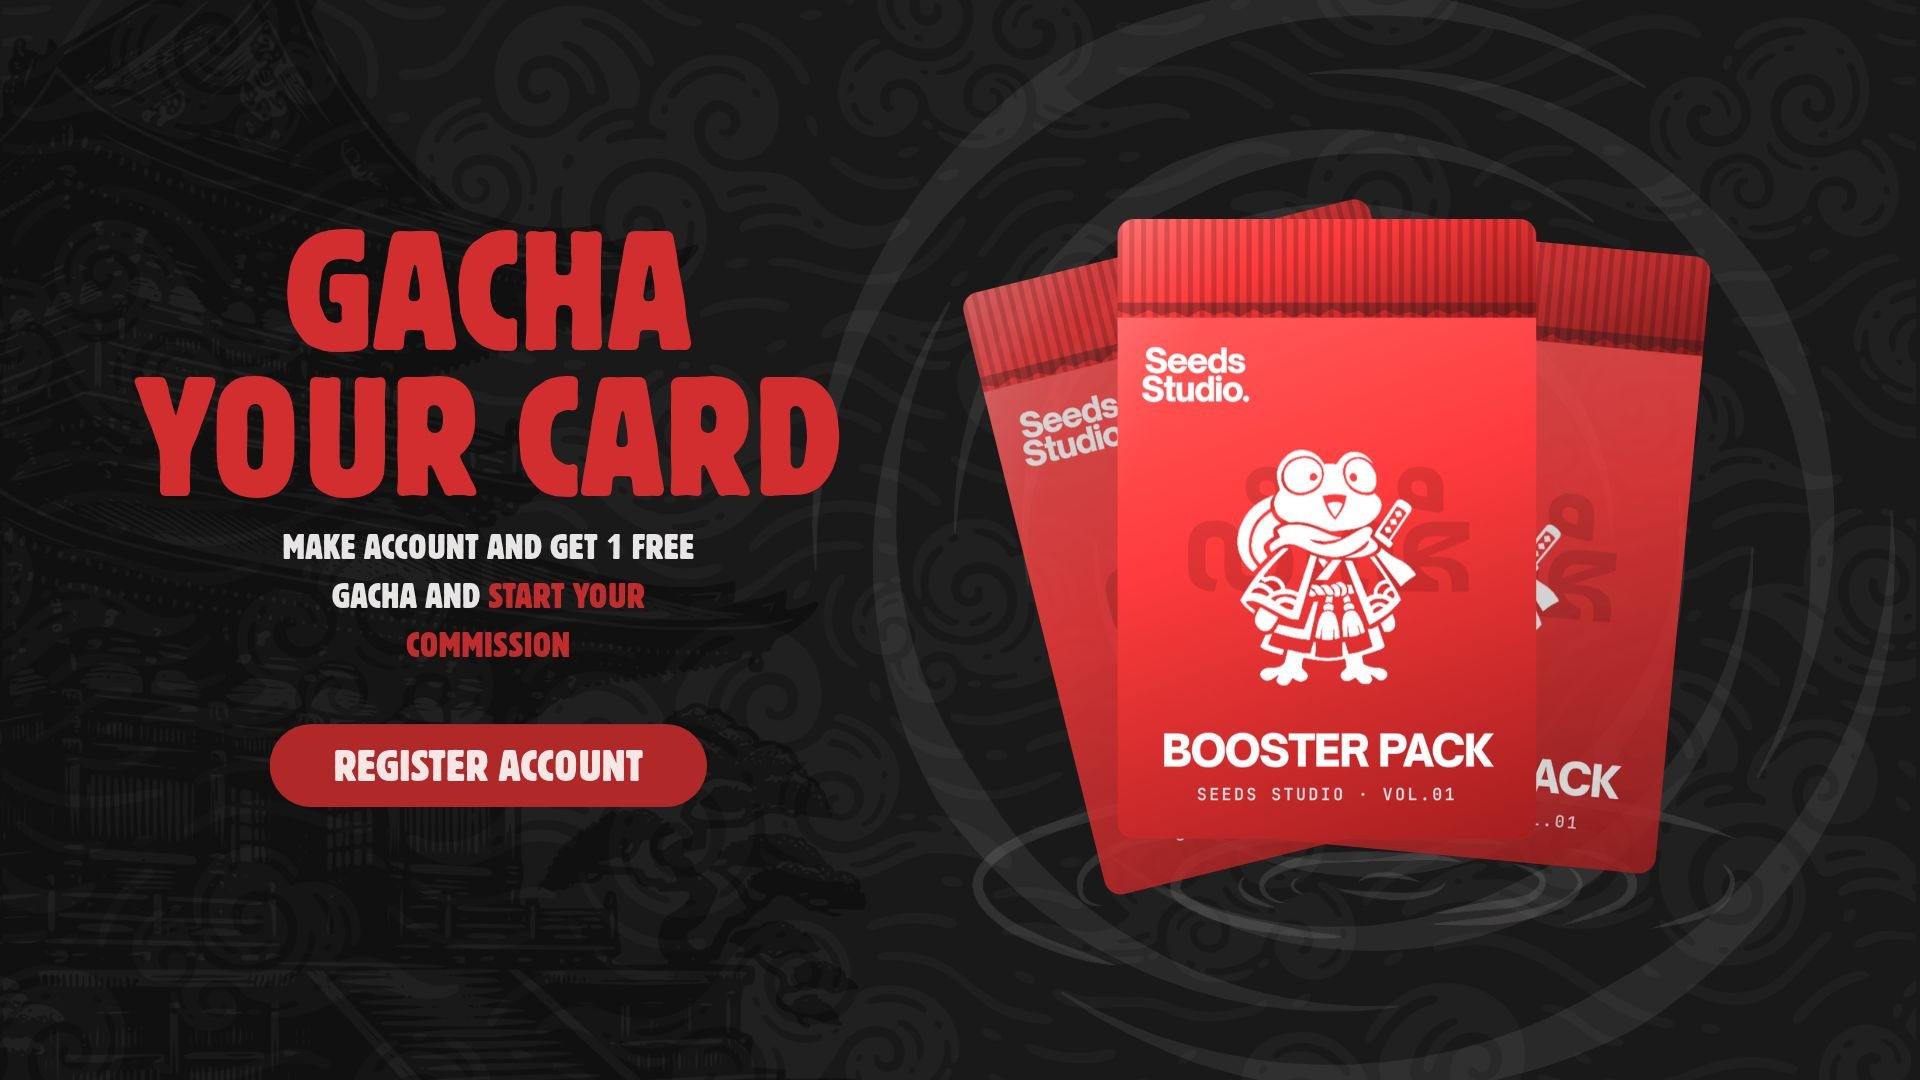 GACHA
YOUR CARD
MAKE ACCOUNT AND GET 1 FREE
GACHA AND START YOUR
COMMISSION
REGISTER ACCOUNT
Seeds
Studio.
BOOSTER PACK
SEEDS STUDIO · VOL.01
Seeds
Studio
ACK
.01